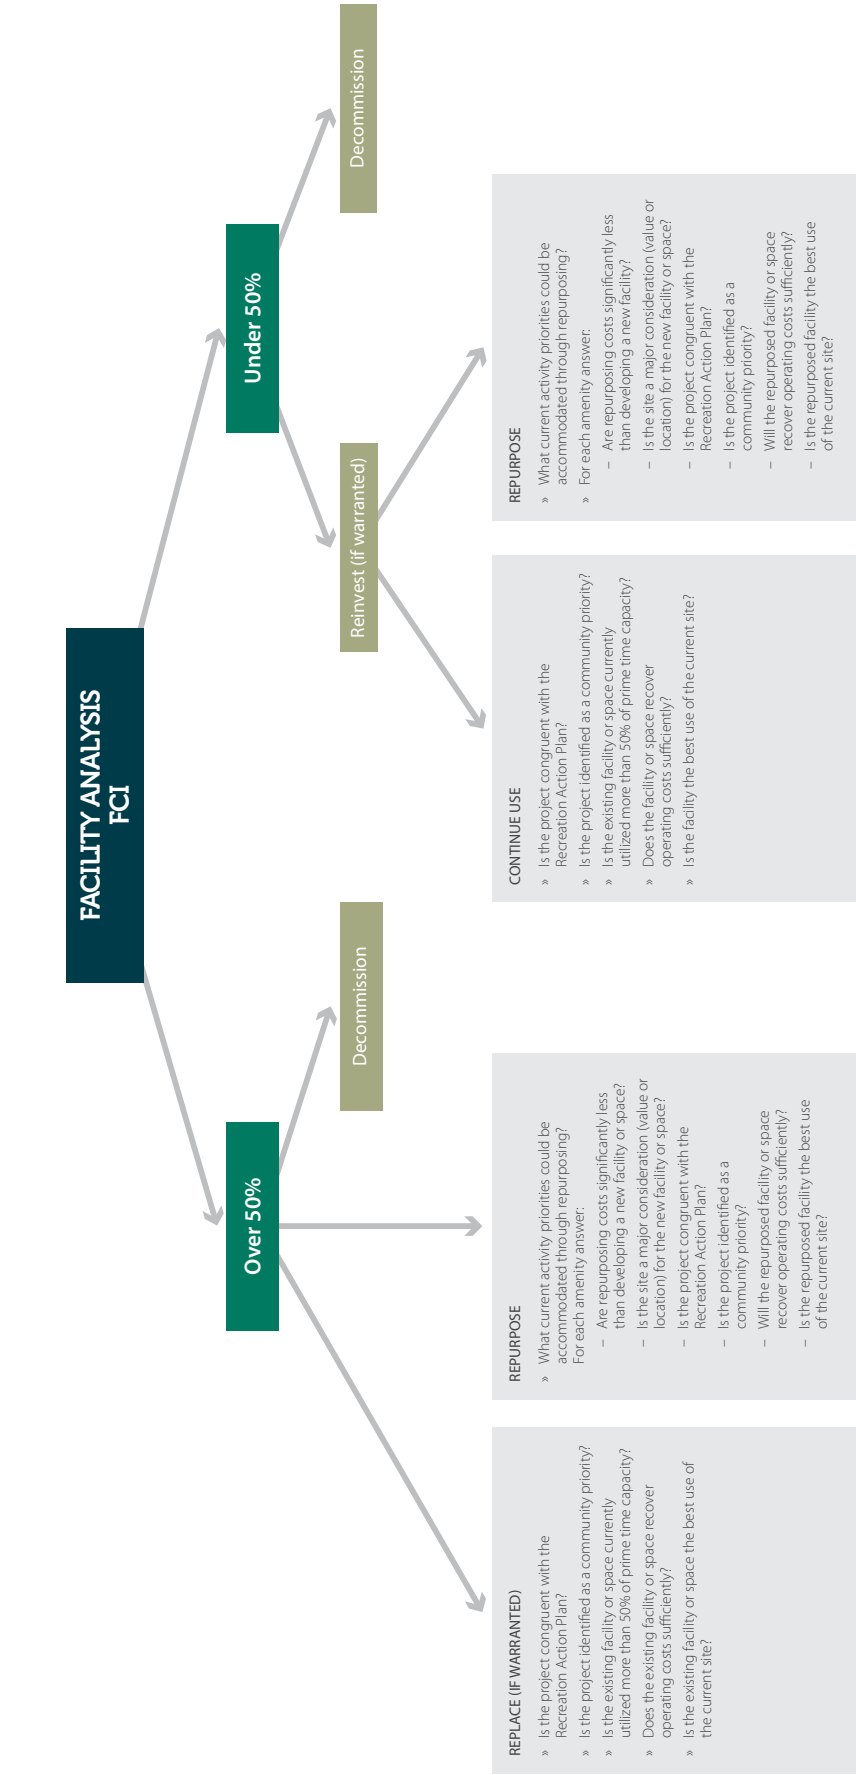 FACILITY ANALYSIS
FCI
Over 50%
Under 50%
Decommission
Reinvest (if warranted)
Decommission
REPLACE (IF WARRANTED)
» Is the project congruent with the
Recreation Action Plan?
» Is the project identified as a community priority?
» Is the existing facility or space currently
utilized more than 50% of prime time capacity?
» Does the existing facility or space recover
operating costs sufficiently?
» Is the existing facility or space the best use of
the current site?
REPURPOSE
» What current activity priorities could be
accommodated through repurposing?
For each amenity answer:
– Are repurposing costs significantly less
than developing a new facility or space?
– Is the site a major consideration (value or
location) for the new facility or space?
– Is the project congruent with the
Recreation Action Plan?
– Is the project identified as a
community priority?
– Will the repurposed facility or space
recover operating costs sufficiently?
– Is the repurposed facility the best use
of the current site?
CONTINUE USE
» Is the project congruent with the
Recreation Action Plan?
» Is the project identified as a community priority?
» Is the existing facility or space currently
utilized more than 50% of prime time capacity?
» Does the facility or space recover
operating costs sufficiently?
» Is the facility the best use of the current site?
REPURPOSE
» What current activity priorities could be
accommodated through repurposing?
» For each amenity answer:
– Are repurposing costs significantly less
than developing a new facility?
– Is the site a major consideration (value or
location) for the new facility or space?
– Is the project congruent with the
Recreation Action Plan?
– Is the project identified as a
community priority?
– Will the repurposed facility or space
recover operating costs sufficiently?
– Is the repurposed facility the best use
of the current site?